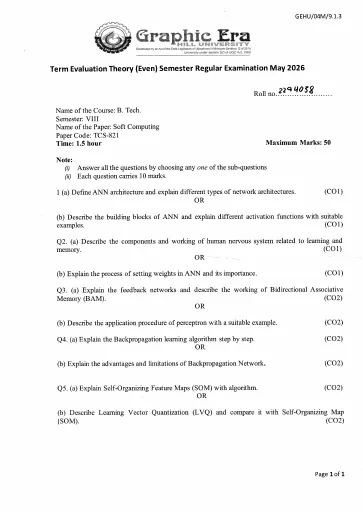 GEHU/04M/9.1.3
Graphic Era
HILL UNIVERSITY
Term Evaluation Theory (Even) Semester Regular Examination May 2026
Roll no. 2294058
Name of the Course: B. Tech.
Semester: VIII
Name of the Paper: Soft Computing
Paper Code: TCS-821
Time: 1.5 hour Maximum Marks: 50
Note:
(i) Answer all the questions by choosing any one of the sub-questions
(ii) Each question carries 10 marks.
1 (a) Define ANN architecture and explain different types of network architectures. (CO1)
OR
(b) Describe the building blocks of ANN and explain different activation functions with suitable
examples. (CO1)
Q2. (a) Describe the components and working of human nervous system related to learning and
memory. (CO1)
OR
(b) Explain the process of setting weights in ANN and its importance. (CO1)
Q3. (a) Explain the feedback networks and describe the working of Bidirectional Associative
Memory (BAM). (CO2)
OR
(b) Describe the application procedure of perceptron with a suitable example. (CO2)
Q4. (a) Explain the Backpropagation learning algorithm step by step. (CO2)
OR
(b) Explain the advantages and limitations of Backpropagation Network. (CO2)
Q5. (a) Explain Self-Organizing Feature Maps (SOM) with algorithm. (CO2)
OR
(b) Describe Learning Vector Quantization (LVQ) and compare it with Self-Organizing Map
(SOM). (CO2)
Page 1 of 1